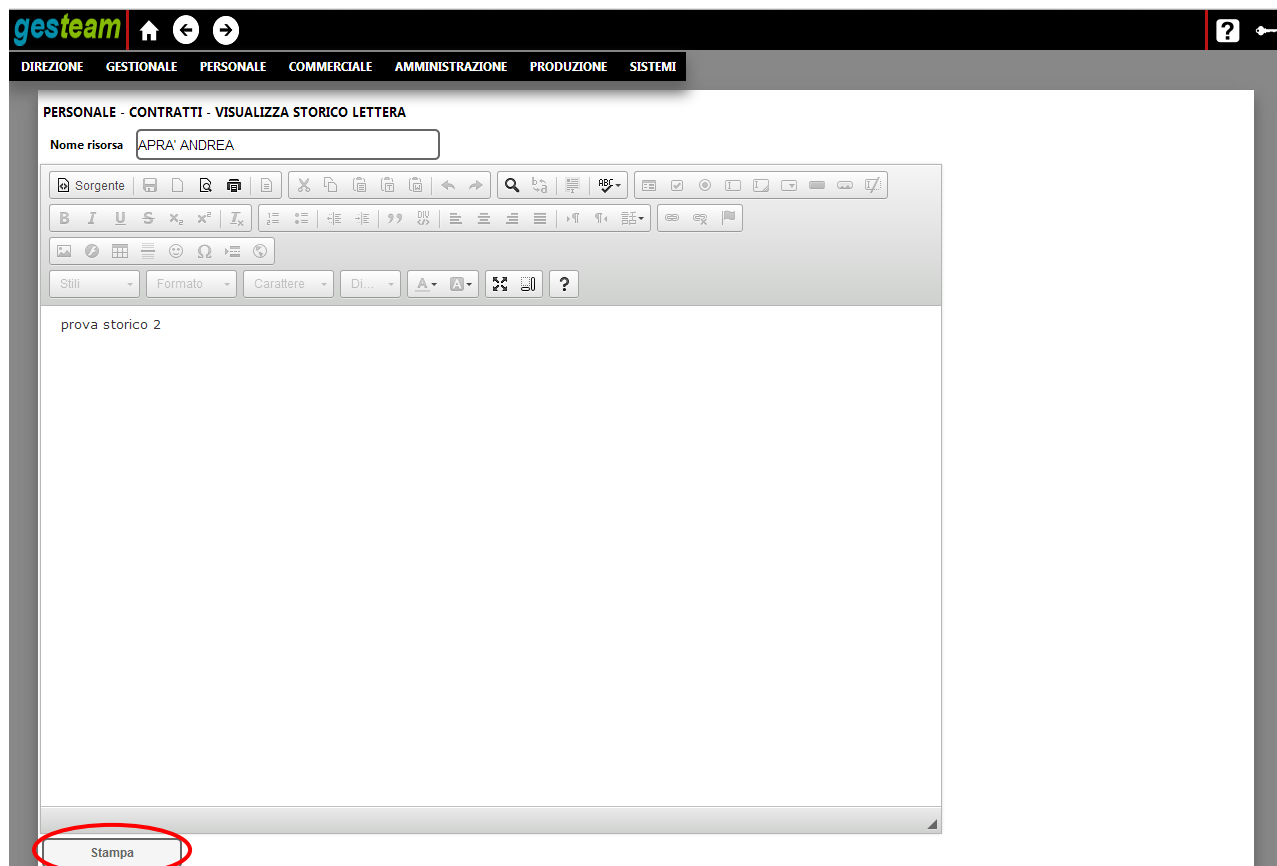 gesteam
DIREZIONE GESTIONALE PERSONALE COMMERCIALE AMMINISTRAZIONE PRODUZIONE SISTEMI
PERSONALE - CONTRATTI - VISUALIZZA STORICO LETTERA
Nome risorsa APRA' ANDREA
Sorgente
Stili Formato Carattere Di...
prova storico 2
Stampa